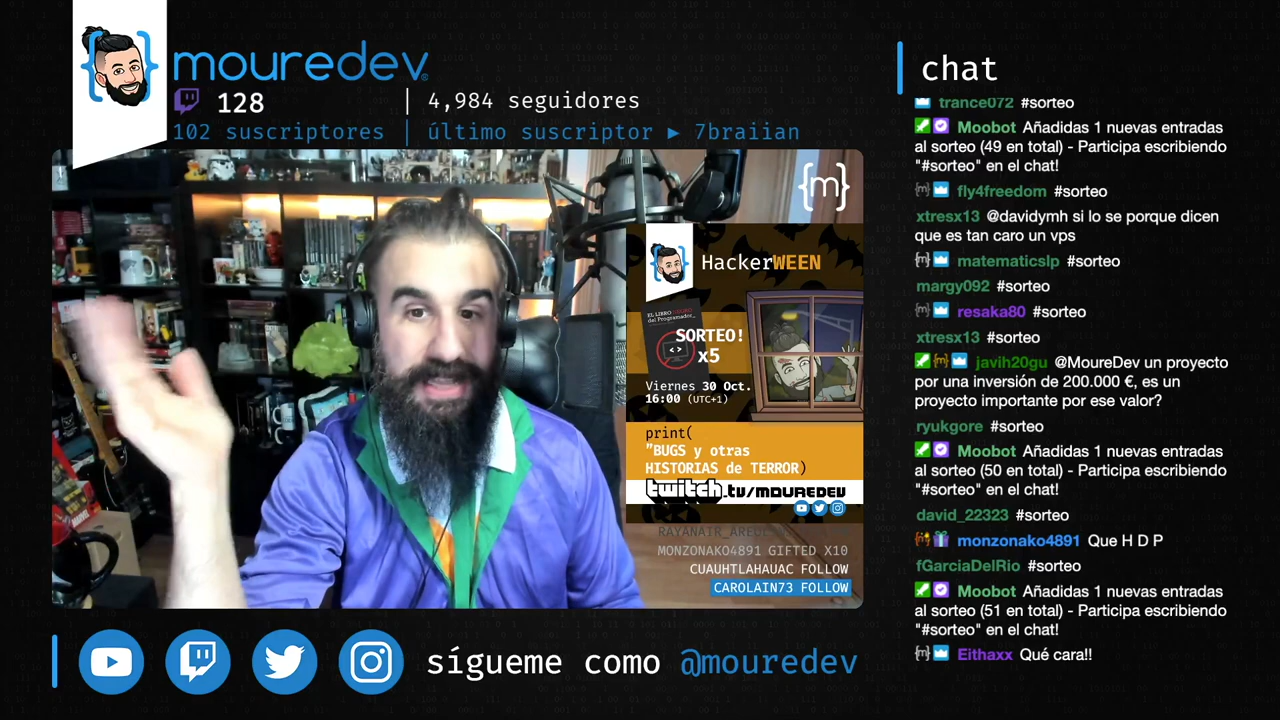 mouredev®
128 | 4,984 seguidores
102 suscriptores | último suscriptor ▶ 7braiian
{m}
HackerWEEN
EL LIBRO NEGRO
del Programador_
SORTEO!
x5
<>
Viernes 30 Oct.
16:00 (UTC+1)
print(
"BUGS y otras
HISTORIAS de TERROR)
twitch.tv/MOUREDEV
MONZONAKO4891 GIFTED X10
CUAUHTLAHAUAC FOLLOW
CAROLAIN73 FOLLOW
sígueme como @mouredev
chat
trance072 #sorteo
Moobot Añadidas 1 nuevas entradas
al sorteo (49 en total) - Participa escribiendo
"#sorteo" en el chat!
fly4freedom #sorteo
xtresx13 @davidymh si lo se porque dicen
que es tan caro un vps
matematicslp #sorteo
margy092 #sorteo
resaka80 #sorteo
xtresx13 #sorteo
javih20gu @MoureDev un proyecto
por una inversión de 200.000 €, es un
proyecto importante por ese valor?
ryukgore #sorteo
Moobot Añadidas 1 nuevas entradas
al sorteo (50 en total) - Participa escribiendo
"#sorteo" en el chat!
david_22323 #sorteo
monzonako4891 Que H D P
fGarciaDelRio #sorteo
Moobot Añadidas 1 nuevas entradas
al sorteo (51 en total) - Participa escribiendo
"#sorteo" en el chat!
Eithaxx Qué cara!!